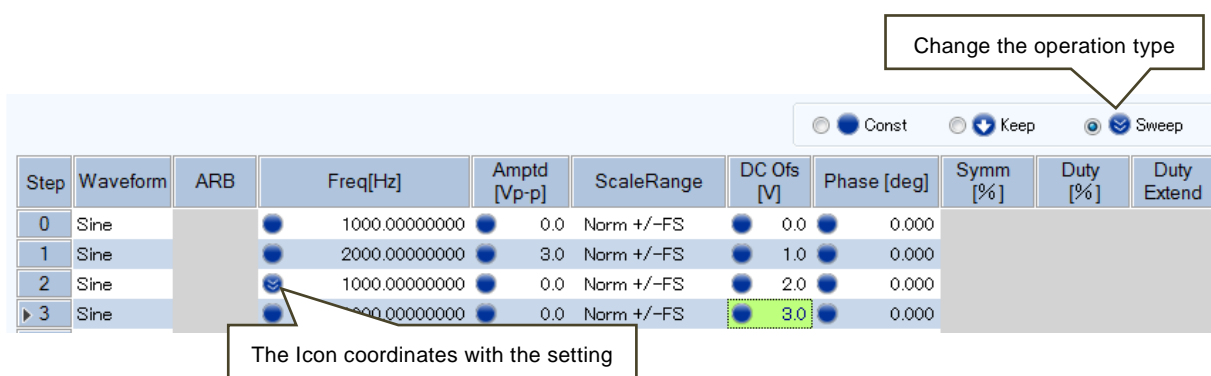 Change the operation type
Const Keep Sweep
Step Waveform ARB Freq[Hz] Amptd [Vp-p] ScaleRange DC Ofs [V] Phase [deg] Symm [%] Duty [%] Duty Extend
0 Sine 1000.00000000 0.0 Norm +/-FS 0.0 0.000
1 Sine 2000.00000000 3.0 Norm +/-FS 1.0 0.000
2 Sine 1000.00000000 0.0 Norm +/-FS 2.0 0.000
3 Sine 0.0 Norm +/-FS 3.0 0.000
The Icon coordinates with the setting